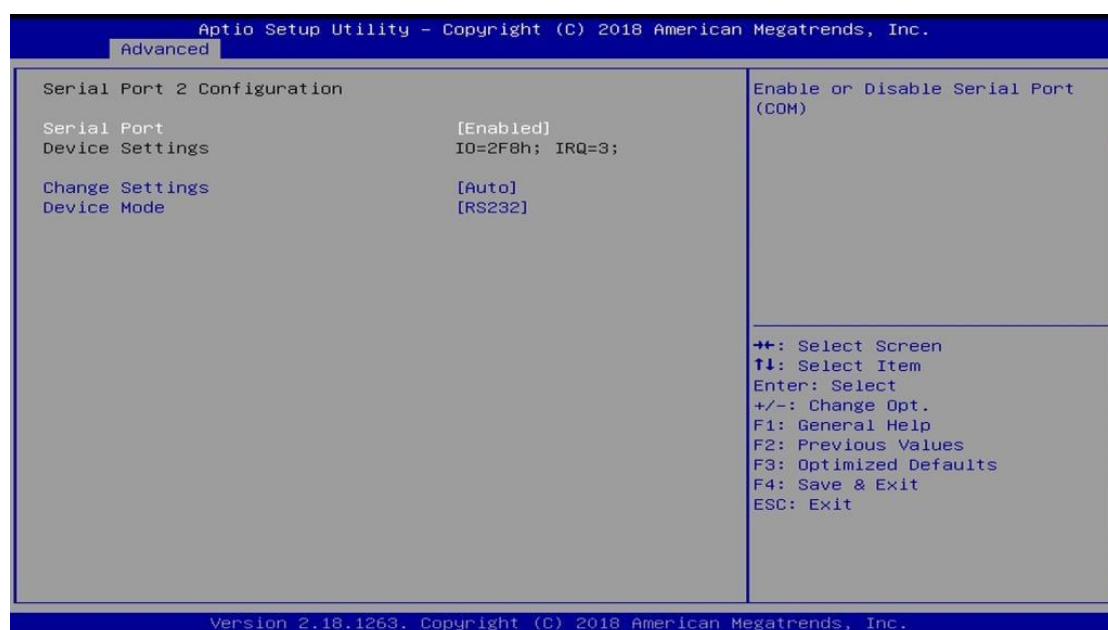 Aptio Setup Utility – Copyright (C) 2018 American Megatrends, Inc.
Advanced
Serial Port 2 Configuration
Serial Port [Enabled]
Device Settings IO=2F8h; IRQ=3;
Change Settings [Auto]
Device Mode [RS232]
Enable or Disable Serial Port
(COM)
→←: Select Screen
↑↓: Select Item
Enter: Select
+/-: Change Opt.
F1: General Help
F2: Previous Values
F3: Optimized Defaults
F4: Save & Exit
ESC: Exit
Version 2.18.1263. Copyright (C) 2018 American Megatrends, Inc.